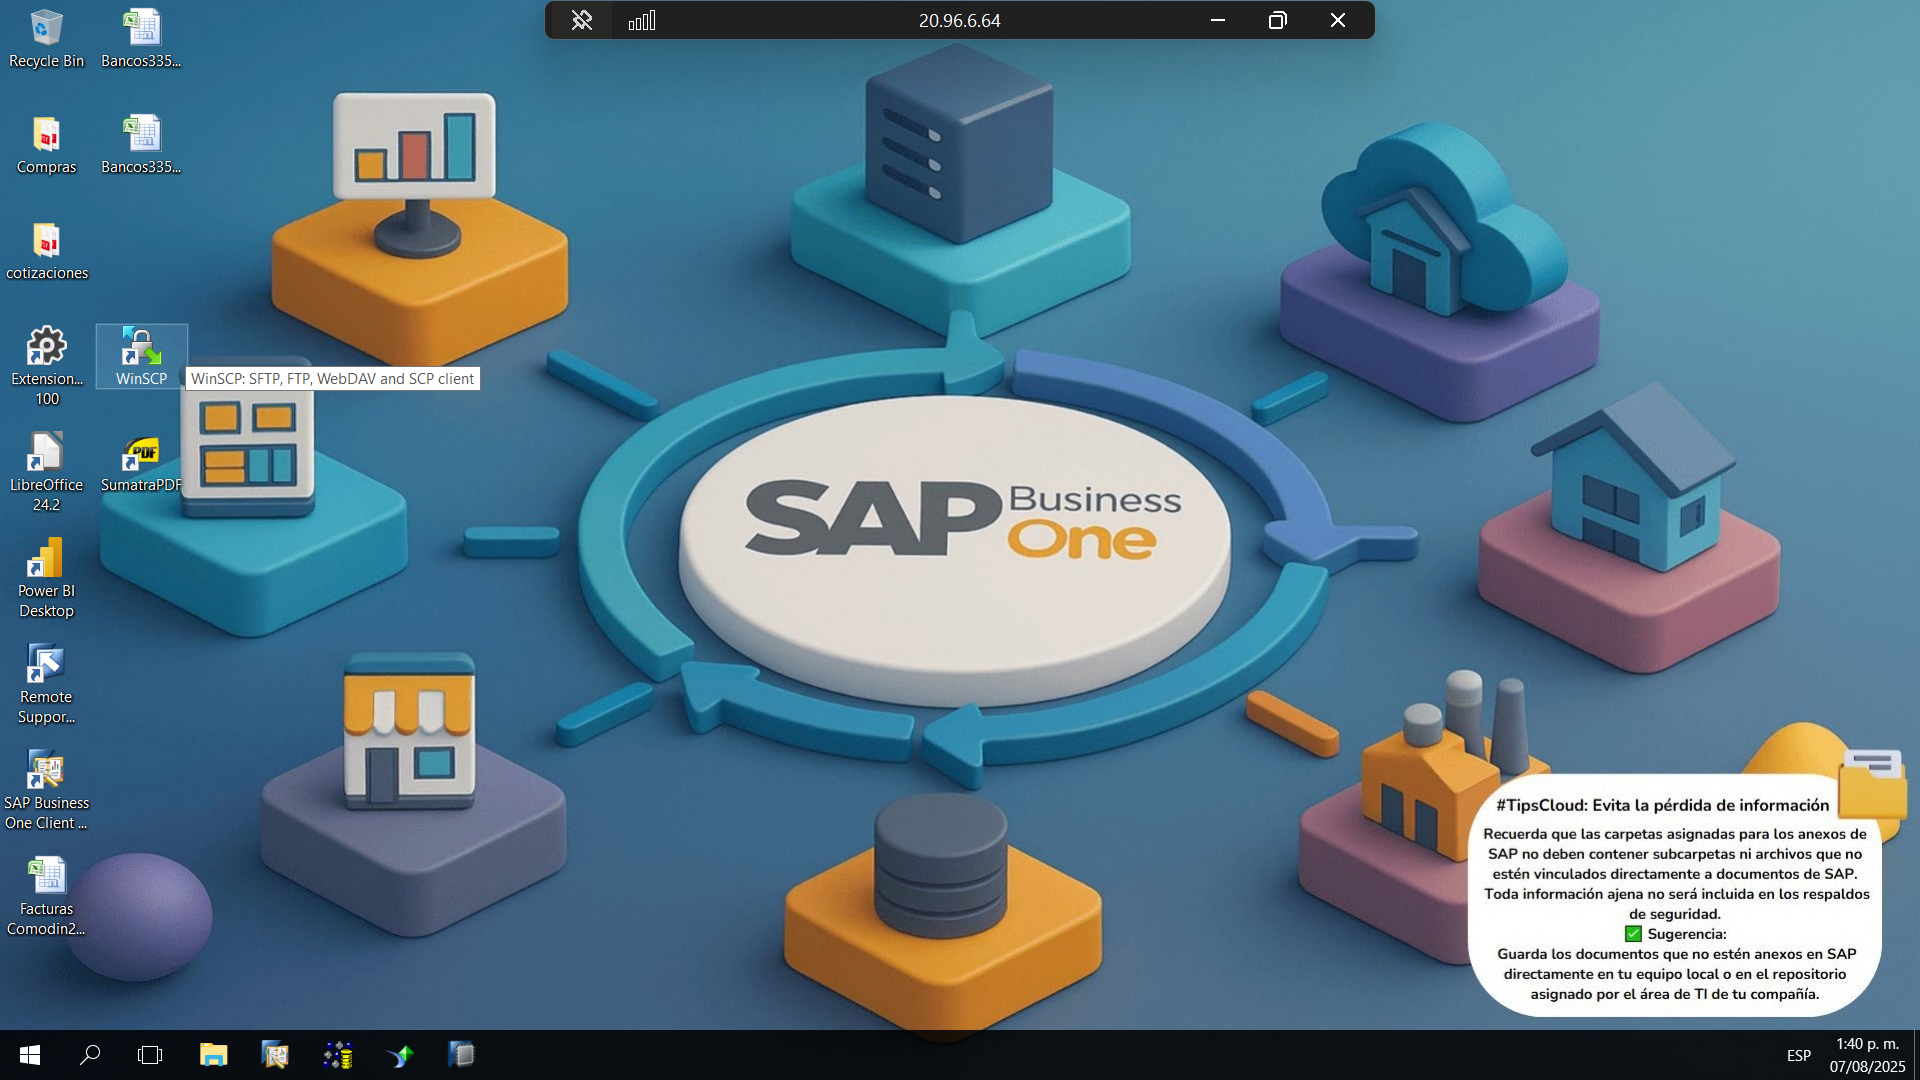 20.96.6.64
Recycle Bin
Bancos335...
Compras
Bancos335...
cotizaciones
Extension...
100
WinSCP
WinSCP: SFTP, FTP, WebDAV and SCP client
LibreOffice
24.2
PDF
SumatraPDF
Power BI
Desktop
Remote
Suppor...
SAP Business
One Client ...
Facturas
Comodin2...
SAP Business
One
#TipsCloud: Evita la pérdida de información
Recuerda que las carpetas asignadas para los anexos de
SAP no deben contener subcarpetas ni archivos que no
estén vinculados directamente a documentos de SAP.
Toda información ajena no será incluida en los respaldos
de seguridad.
✅ Sugerencia:
Guarda los documentos que no estén anexos en SAP
directamente en tu equipo local o en el repositorio
asignado por el área de TI de tu compañía.
ESP
1:40 p. m.
07/08/2025